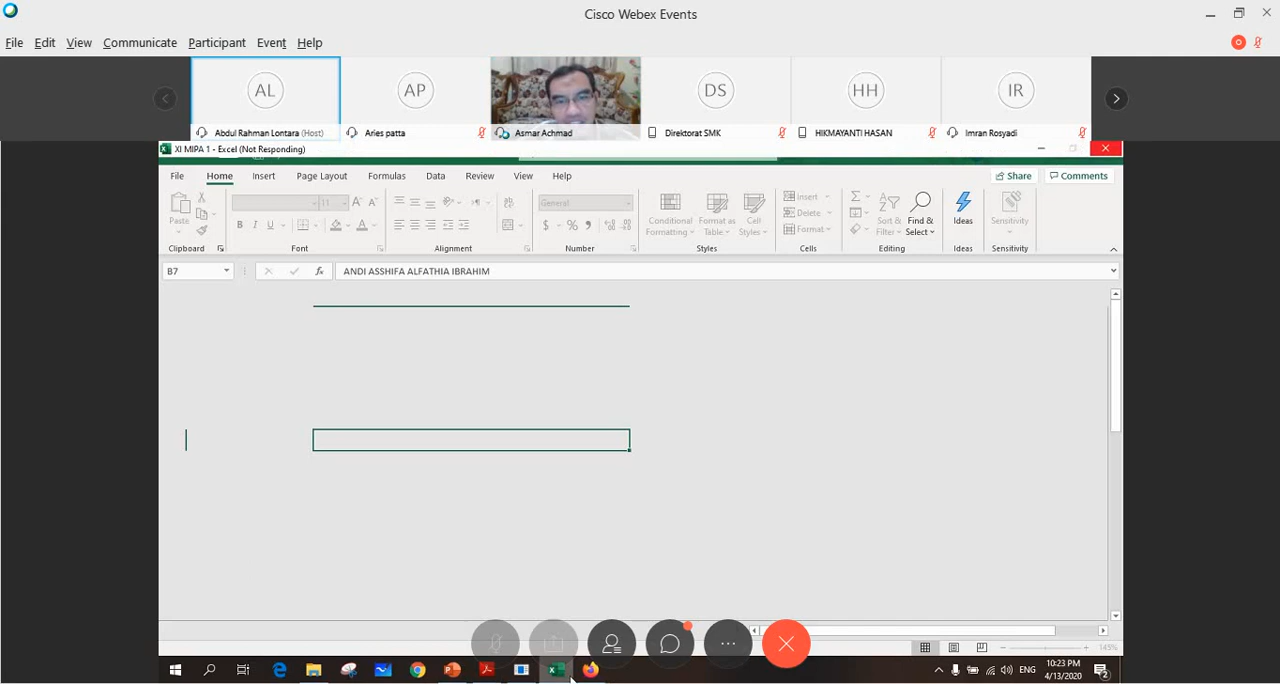 Cisco Webex Events
File Edit View Communicate Participant Event Help
AL AP DS HH IR
Abdul Rahman Lontara (Host) Aries patta Asmar Achmad Direktorat SMK HIKMAYANTI HASAN Imran Rosyadi
XI MIPA 1 - Excel (Not Responding)
File Home Insert Page Layout Formulas Data Review View Help Share Comments
Paste 11 A A General Conditional Formatting Format as Table Cell Styles Insert Delete Format Sort & Filter Find & Select Ideas Sensitivity
B I U $ % ,
Clipboard Font Alignment Number Styles Cells Editing Ideas Sensitivity
B7 fx ANDI ASSHIFA ALFATHIA IBRAHIM
145%
ENG 10:23 PM
4/13/2020 2